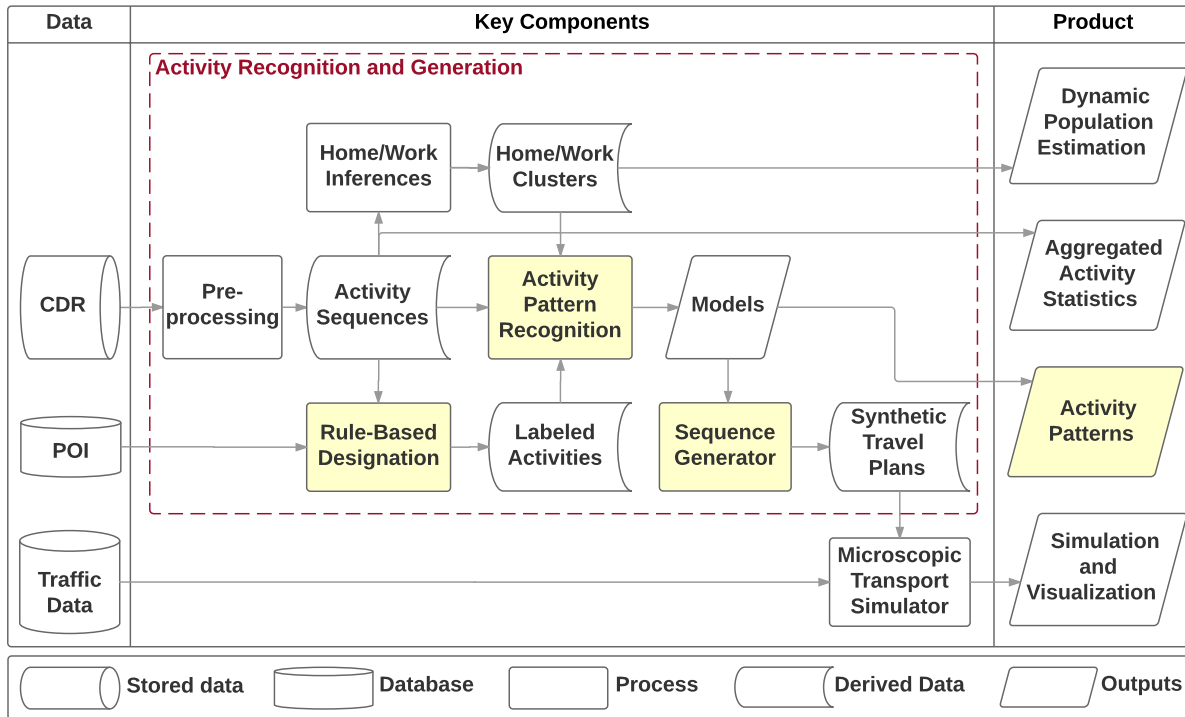 Data
Key Components
Product
Activity Recognition and Generation
Dynamic
Population
Estimation
Home/Work
Inferences
Home/Work
Clusters
Aggregated
Activity
Statistics
CDR
Pre-
processing
Activity
Sequences
Activity
Pattern
Recognition
Models
Activity
Patterns
POI
Rule-Based
Designation
Labeled
Activities
Sequence
Generator
Synthetic
Travel
Plans
Traffic
Data
Microscopic
Transport
Simulator
Simulation
and
Visualization
Stored data
Database
Process
Derived Data
Outputs